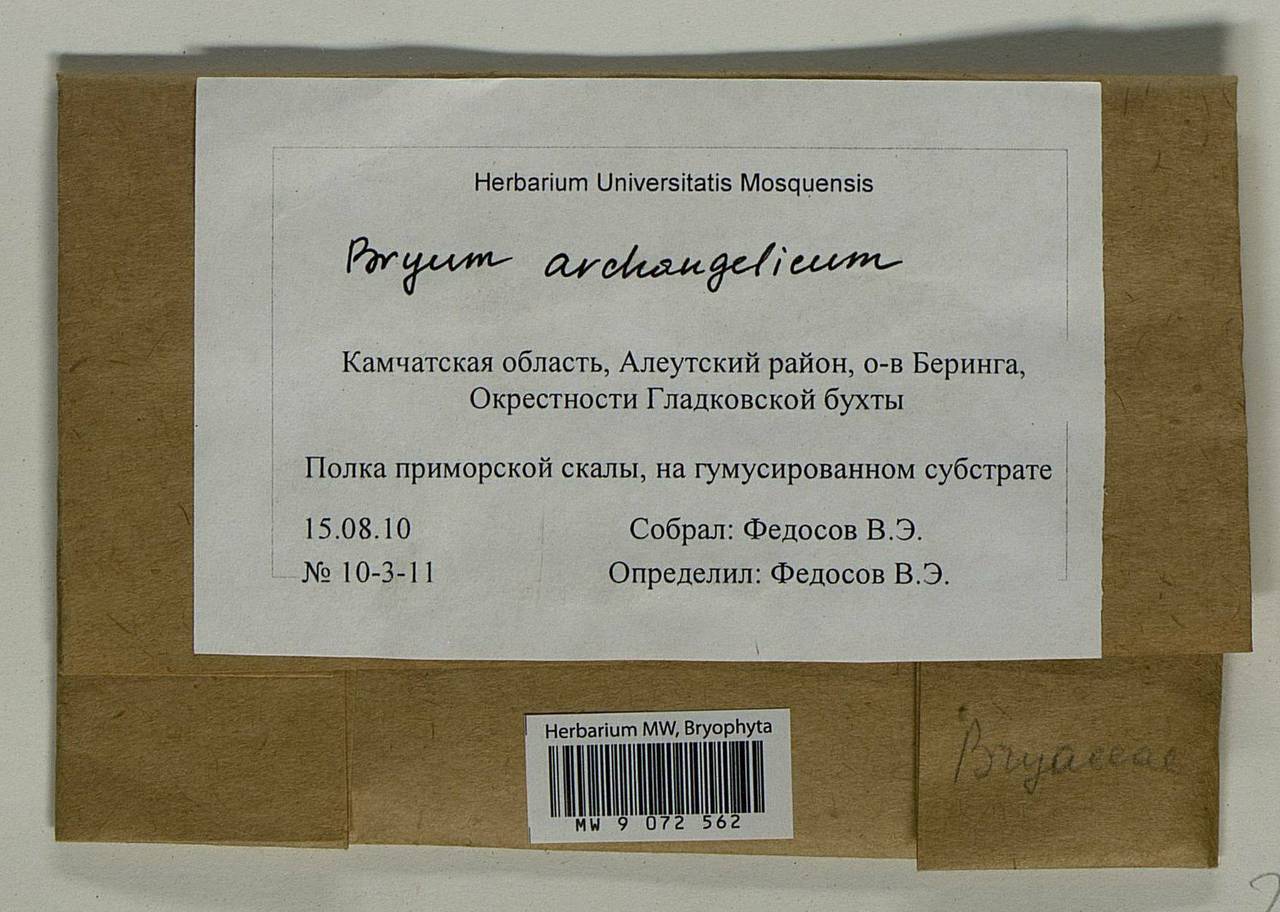 Herbarium Universitatis Mosquensis
Bryum archangelicum
Камчатская область, Алеутский район, о-в Беринга,
Окрестности Гладковской бухты
Полка приморской скалы, на гумусированном субстрате
15.08.10 Собрал: Федосов В.Э.
№ 10-3-11 Определил: Федосов В.Э.
Herbarium MW, Bryophyta
MW 9 072 562
Bryaceae